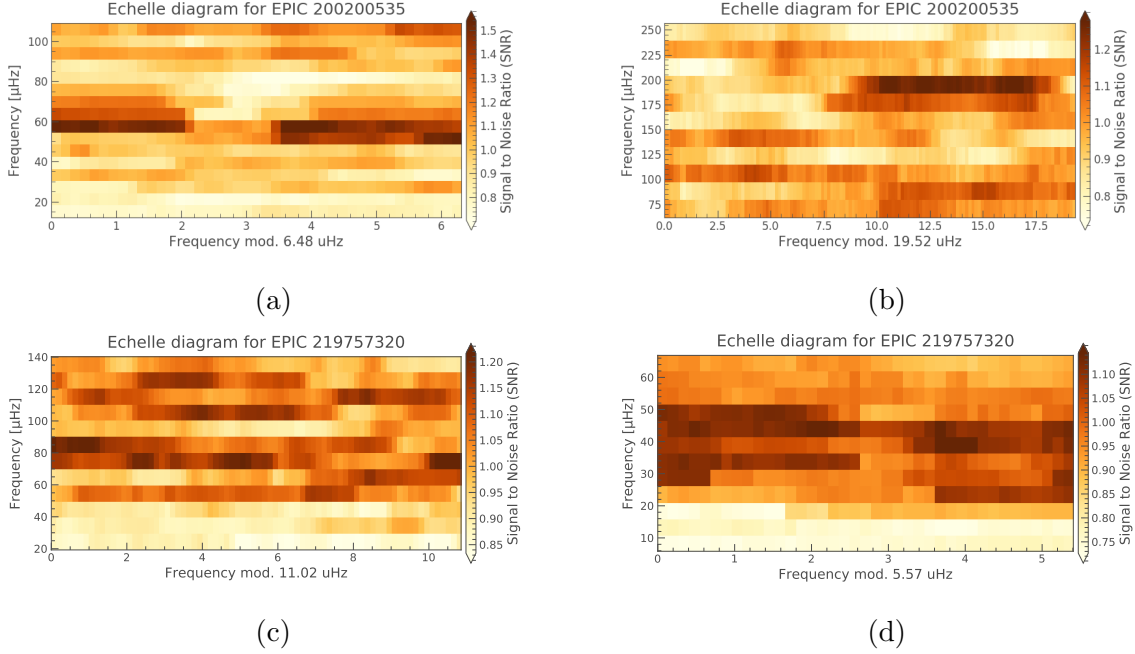 Echelle diagram for EPIC 200200535
100
80
60
40
20
Frequency [μHz]
0 1 2 3 4 5 6
Frequency mod. 6.48 uHz
1.5
1.4
1.3
1.2
1.1
1.0
0.9
0.8
Signal to Noise Ratio (SNR)
(a)
Echelle diagram for EPIC 200200535
250
225
200
175
150
125
100
75
Frequency [μHz]
0.0 2.5 5.0 7.5 10.0 12.5 15.0 17.5
Frequency mod. 19.52 uHz
1.2
1.1
1.0
0.9
0.8
Signal to Noise Ratio (SNR)
(b)
Echelle diagram for EPIC 219757320
140
120
100
80
60
40
20
Frequency [μHz]
0 2 4 6 8 10
Frequency mod. 11.02 uHz
1.20
1.15
1.10
1.05
1.00
0.95
0.90
0.85
Signal to Noise Ratio (SNR)
(c)
Echelle diagram for EPIC 219757320
60
50
40
30
20
10
Frequency [μHz]
0 1 2 3 4 5
Frequency mod. 5.57 uHz
1.10
1.05
1.00
0.95
0.90
0.85
0.80
0.75
Signal to Noise Ratio (SNR)
(d)